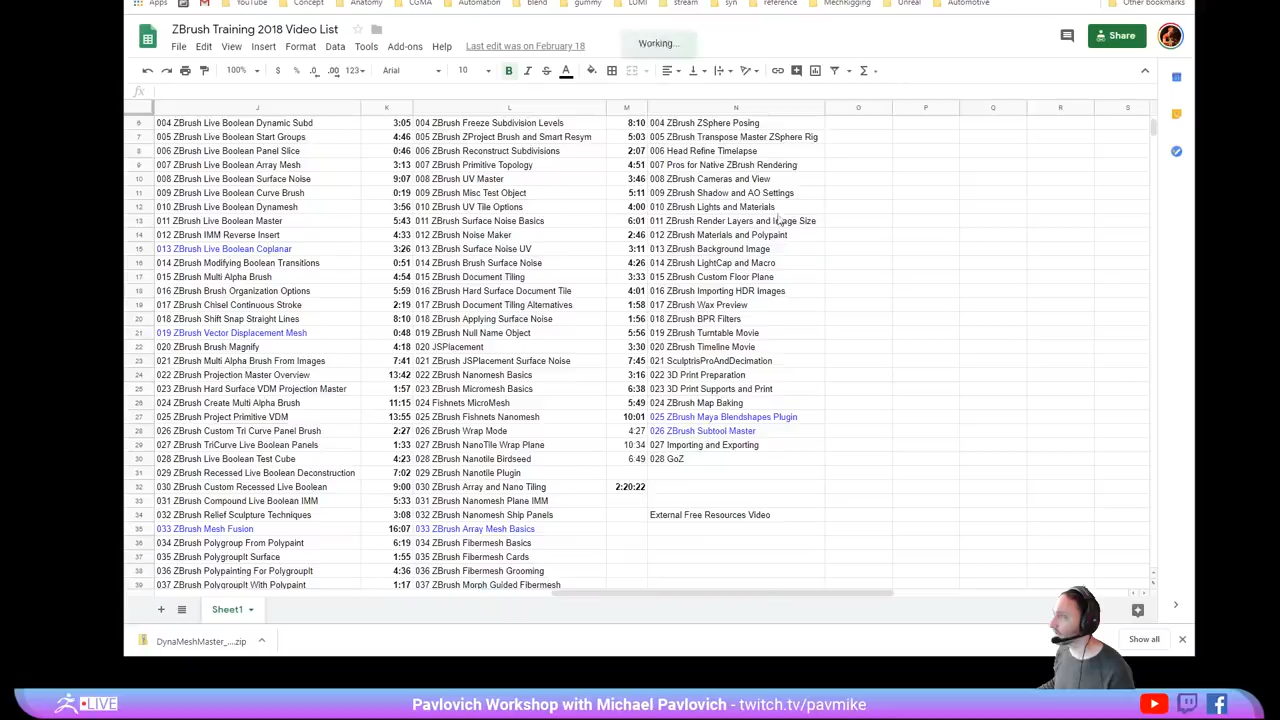 Apps YouTube Concept Anatomy CGMA Automation blend gummy LUMI stream syn reference MechKigging Unreal Automotive Other bookmarks
ZBrush Training 2018 Video List
File Edit View Insert Format Data Tools Add-ons Help Last edit was on February 18
Working...
Share
100% $ % .0 .00 123 Arial 10 B I S A
fx
J K L M N O P Q R S
6 004 ZBrush Live Boolean Dynamic Subd 3:05 004 ZBrush Freeze Subdivision Levels 8:10 004 ZBrush ZSphere Posing
7 005 ZBrush Live Boolean Start Groups 4:46 005 ZBrush ZProject Brush and Smart Resym 5:03 005 ZBrush Transpose Master ZSphere Rig
8 006 ZBrush Live Boolean Panel Slice 0:46 006 ZBrush Reconstruct Subdivisions 2:07 006 Head Refine Timelapse
9 007 ZBrush Live Boolean Array Mesh 3:13 007 ZBrush Primitive Topology 4:51 007 Pros for Native ZBrush Rendering
10 008 ZBrush Live Boolean Surface Noise 9:07 008 ZBrush UV Master 3:46 008 ZBrush Cameras and View
11 009 ZBrush Live Boolean Curve Brush 0:19 009 ZBrush Misc Test Object 5:11 009 ZBrush Shadow and AO Settings
12 010 ZBrush Live Boolean Dynamesh 3:56 010 ZBrush UV Tile Options 4:00 010 ZBrush Lights and Materials
13 011 ZBrush Live Boolean Master 5:43 011 ZBrush Surface Noise Basics 6:01 011 ZBrush Render Layers and Image Size
14 012 ZBrush IMM Reverse Insert 4:33 012 ZBrush Noise Maker 2:46 012 ZBrush Materials and Polypaint
15 013 ZBrush Live Boolean Coplanar 3:26 013 ZBrush Surface Noise UV 3:11 013 ZBrush Background Image
16 014 ZBrush Modifying Boolean Transitions 0:51 014 ZBrush Brush Surface Noise 4:26 014 ZBrush LightCap and Macro
17 015 ZBrush Multi Alpha Brush 4:54 015 ZBrush Document Tiling 3:33 015 ZBrush Custom Floor Plane
18 016 ZBrush Brush Organization Options 5:59 016 ZBrush Hard Surface Document Tile 4:01 016 ZBrush Importing HDR Images
19 017 ZBrush Chisel Continuous Stroke 2:19 017 ZBrush Document Tiling Alternatives 1:58 017 ZBrush Wax Preview
20 018 ZBrush Shift Snap Straight Lines 8:10 018 ZBrush Applying Surface Noise 1:56 018 ZBrush BPR Filters
21 019 ZBrush Vector Displacement Mesh 0:48 019 ZBrush Null Name Object 5:56 019 ZBrush Turntable Movie
22 020 ZBrush Brush Magnify 4:18 020 JSPlacement 3:30 020 ZBrush Timeline Movie
23 021 ZBrush Multi Alpha Brush From Images 7:41 021 ZBrush JSPlacement Surface Noise 7:45 021 SculptrisProAndDecimation
24 022 ZBrush Projection Master Overview 13:42 022 ZBrush Nanomesh Basics 3:16 022 3D Print Preparation
25 023 ZBrush Hard Surface VDM Projection Master 1:57 023 ZBrush Micromesh Basics 6:38 023 3D Print Supports and Print
26 024 ZBrush Create Multi Alpha Brush 11:15 024 Fishnets MicroMesh 5:49 024 ZBrush Map Baking
27 025 ZBrush Project Primitive VDM 13:55 025 ZBrush Fishnets Nanomesh 10:01 025 ZBrush Maya Blendshapes Plugin
28 026 ZBrush Custom Tri Curve Panel Brush 2:27 026 ZBrush Wrap Mode 4:27 026 ZBrush Subtool Master
29 027 ZBrush TriCurve Live Boolean Panels 1:33 027 ZBrush NanoTile Wrap Plane 10:34 027 Importing and Exporting
30 028 ZBrush Live Boolean Test Cube 4:23 028 ZBrush Nanotile Birdseed 6:49 028 GoZ
31 029 ZBrush Recessed Live Boolean Deconstruction 7:02 029 ZBrush Nanotile Plugin
32 030 ZBrush Custom Recessed Live Boolean 9:00 030 ZBrush Array and Nano Tiling 2:20:22
33 031 ZBrush Compound Live Boolean IMM 5:33 031 ZBrush Nanomesh Plane IMM
34 032 ZBrush Relief Sculpture Techniques 3:08 032 ZBrush Nanomesh Ship Panels External Free Resources Video
35 033 ZBrush Mesh Fusion 16:07 033 ZBrush Array Mesh Basics
36 034 ZBrush Polygroup From Polypaint 6:19 034 ZBrush Fibermesh Basics
37 035 ZBrush PolygroupIt Surface 1:55 035 ZBrush Fibermesh Cards
38 036 ZBrush Polypainting For PolygroupIt 4:36 036 ZBrush Fibermesh Grooming
39 037 ZBrush PolygroupIt With Polypaint 1:17 037 ZBrush Morph Guided Fibermesh
Sheet1
DynaMeshMaster_....zip
Show all
LIVE
Pavlovich Workshop with Michael Pavlovich - twitch.tv/pavmike